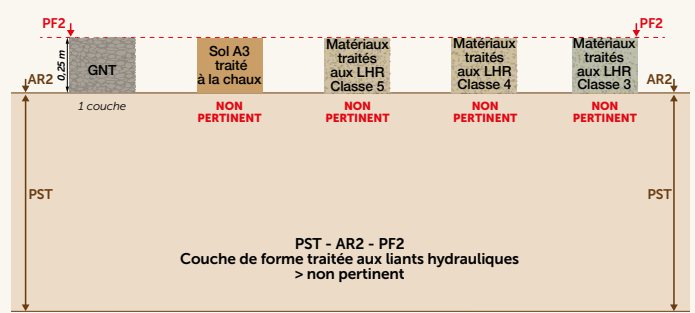 PF2
PF2
0,25 m
GNT
Sol A3
traité
à la chaux
Matériaux
traités
aux LHR
Classe 5
Matériaux
traités
aux LHR
Classe 4
Matériaux
traités
aux LHR
Classe 3
AR2
AR2
1 couche
NON
PERTINENT
NON
PERTINENT
NON
PERTINENT
NON
PERTINENT
PST
PST
PST - AR2 - PF2
Couche de forme traitée aux liants hydrauliques
> non pertinent